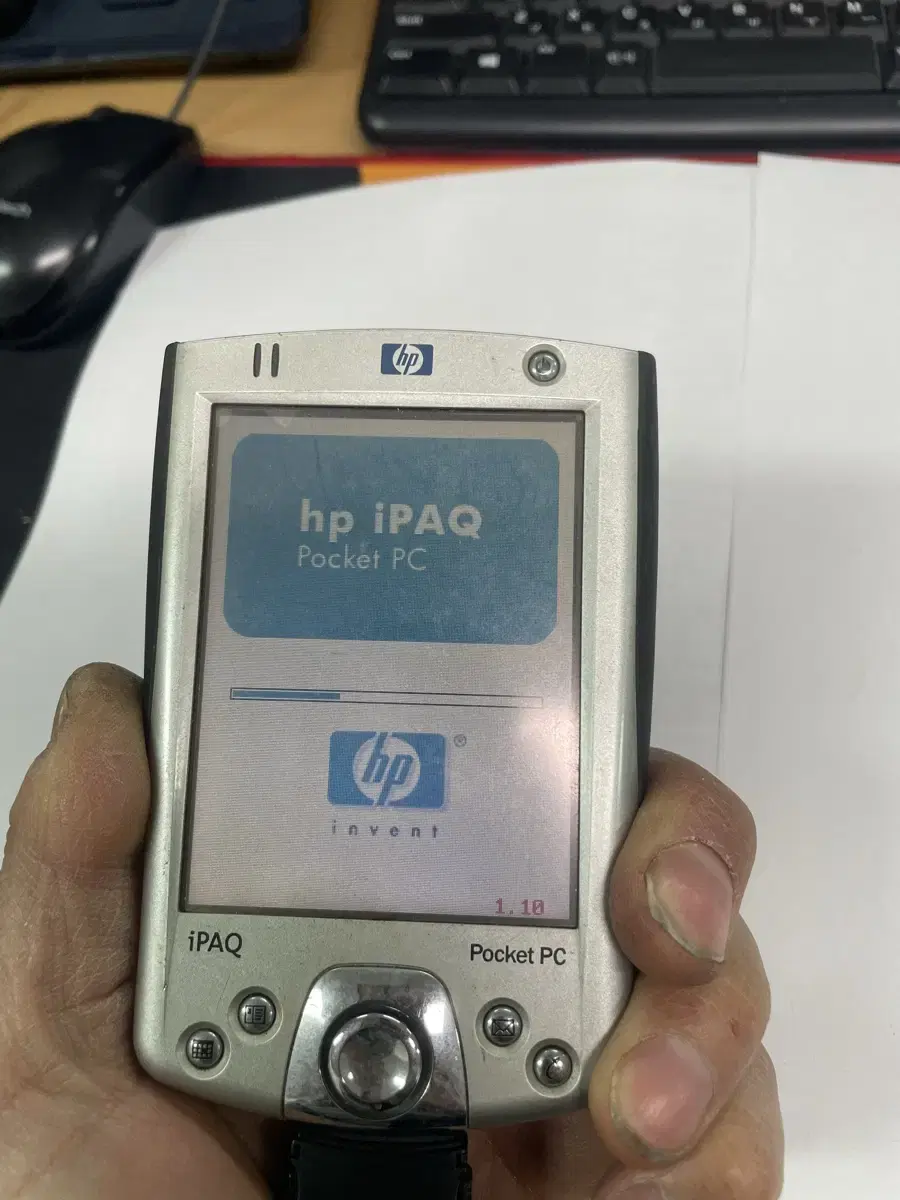 Z X C V B N M
hp
hp iPAQ
Pocket PC
hp ®
invent
1.10
iPAQ
Pocket PC